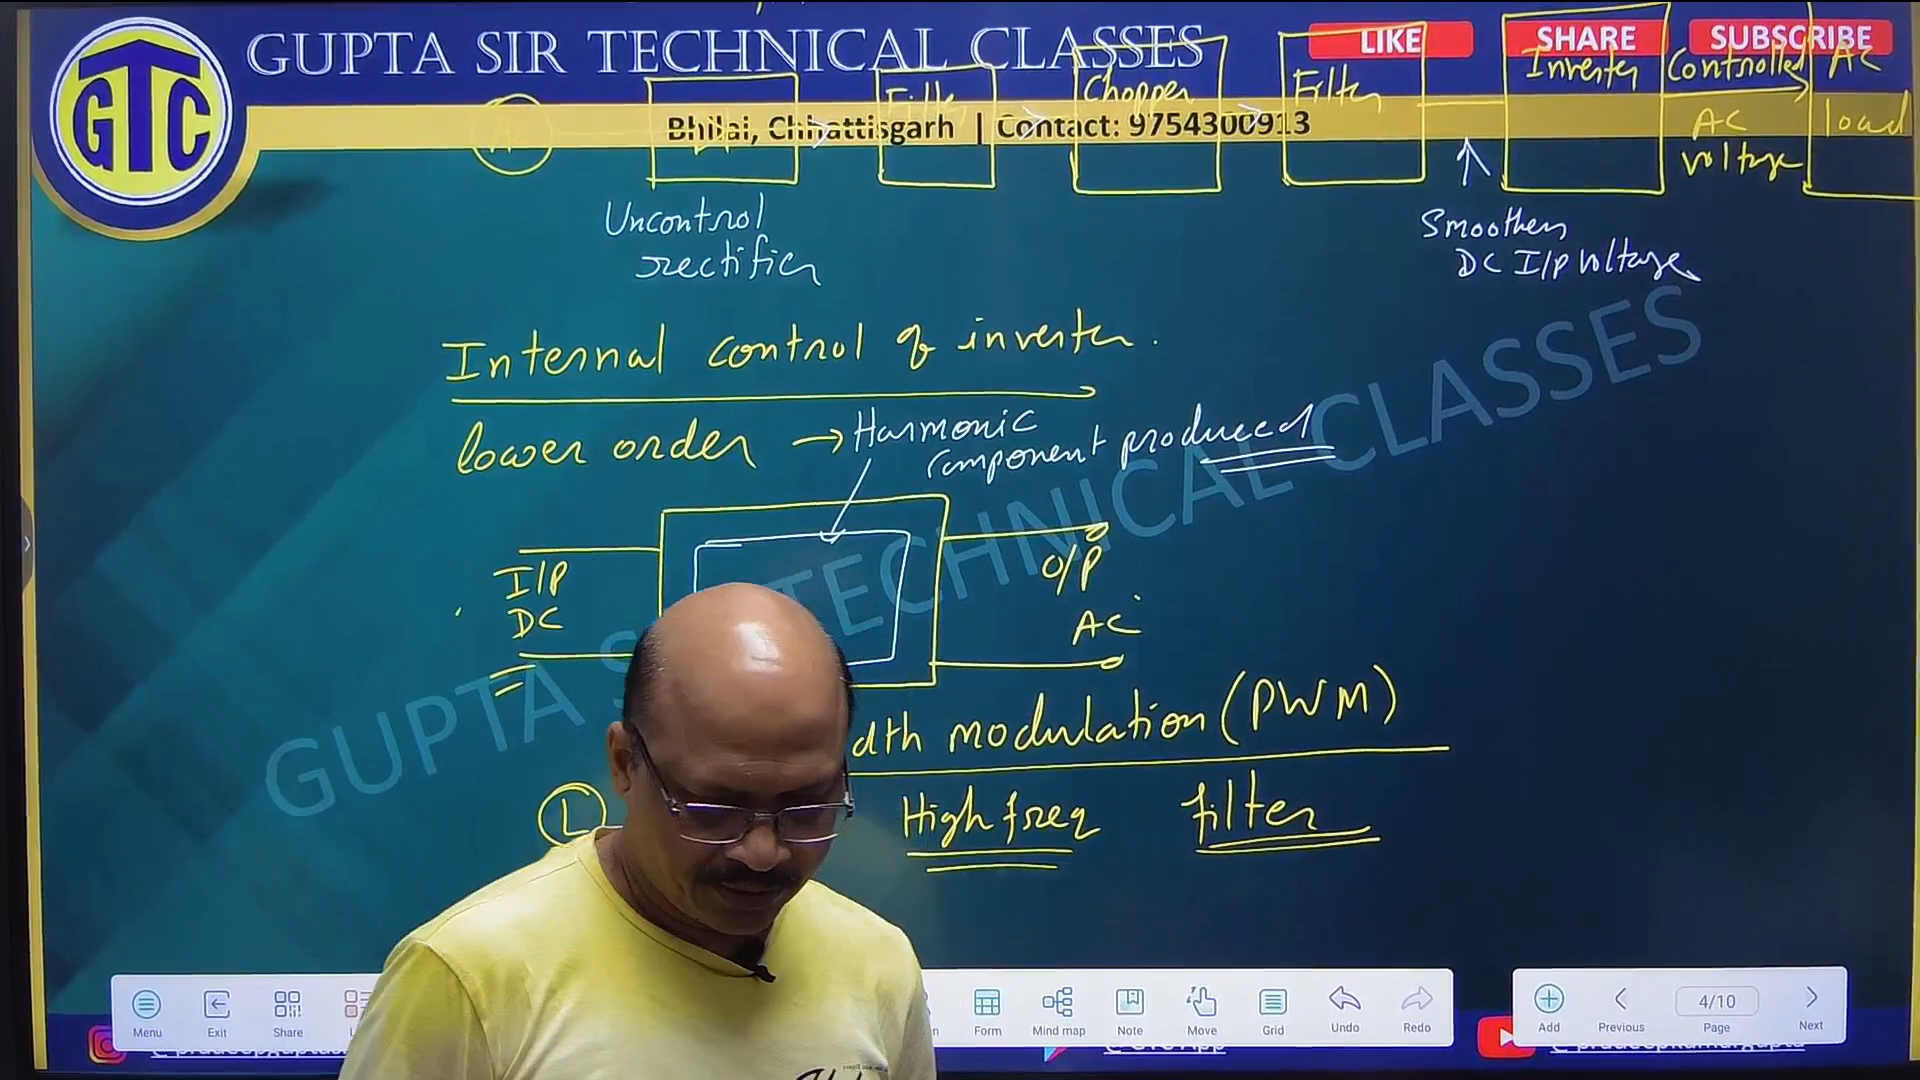 GTC
GUPTA SIR TECHNICAL CLASSES
LIKE
SHARE
SUBSCRIBE
Bhilai, Chhattisgarh | Contact: 9754300913
Filter
Chopper
Filter
Inverter
Controlled
AC
voltage
AC
load
Uncontrol
rectifier
Smoothen
DC I/P voltage
Internal control of inverter.
lower order → Harmonic
component produced
I/P
DC
O/P
AC
dth modulation (PWM)
L
High freq
filter
GUPTA S TECHNICAL CLASSES
Menu
Exit
Share
Form
Mind map
Note
Move
Grid
Undo
Redo
Add
Previous
4/10
Page
Next